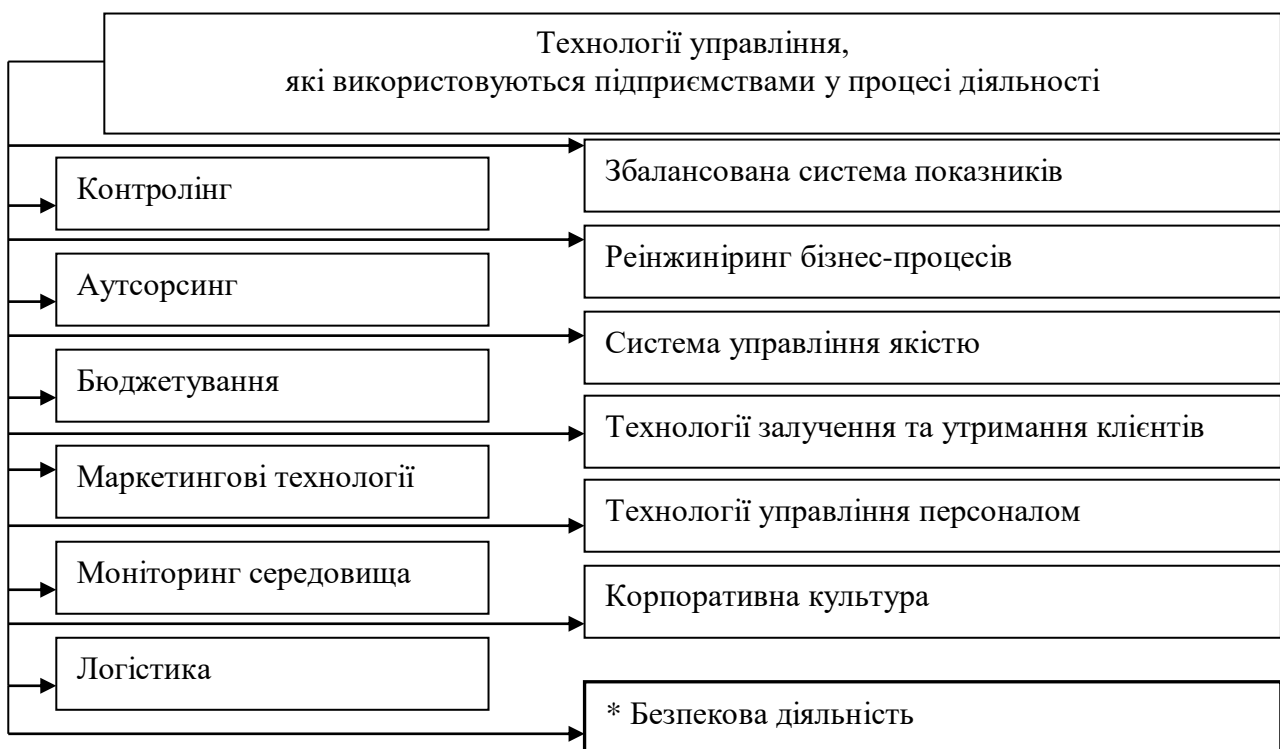 Технології управління,
які використовуються підприємствами у процесі діяльності
Контролінг
Аутсорсинг
Бюджетування
Маркетингові технології
Моніторинг середовища
Логістика
Збалансована система показників
Реінжиніринг бізнес-процесів
Система управління якістю
Технології залучення та утримання клієнтів
Технології управління персоналом
Корпоративна культура
* Безпекова діяльність